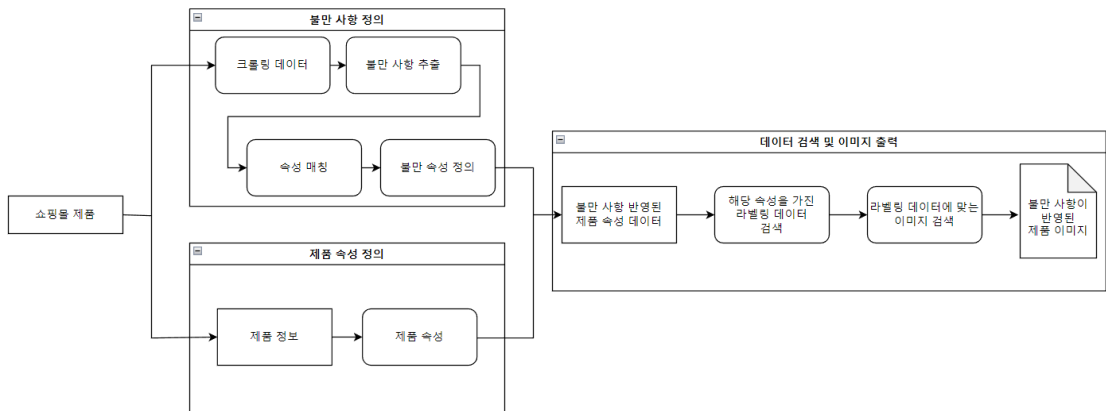 쇼핑몰 제품
불만 사항 정의
크롤링 데이터
불만 사항 추출
속성 매칭
불만 속성 정의
제품 속성 정의
제품 정보
제품 속성
데이터 검색 및 이미지 출력
불만 사항 반영된
제품 속성 데이터
해당 속성을 가진
라벨링 데이터
검색
라벨링 데이터에 맞는
이미지 검색
불만 사항이
반영된
제품 이미지